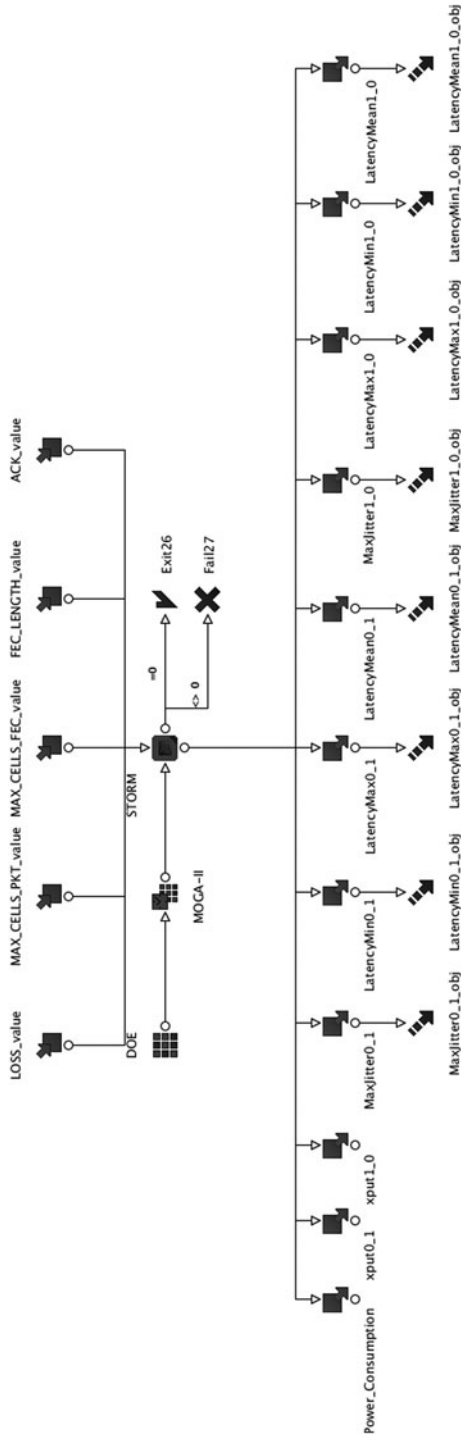 LOSS_value
MAX_CELLS_PKT_value
MAX_CELLS_FEC_value
FEC_LENGTH_value
ACK_value
DOE
MOGA-II
STORM
=0
<> 0
Exit26
Fail27
Power_Consumption
xput0_1
xput1_0
MaxJitter0_1
LatencyMin0_1
LatencyMax0_1
LatencyMean0_1
MaxJitter1_0
LatencyMax1_0
LatencyMin1_0
LatencyMean1_0
MaxJitter0_1_obj
LatencyMin0_1_obj
LatencyMax0_1_obj
LatencyMean0_1_obj
MaxJitter1_0_obj
LatencyMax1_0_obj
LatencyMin1_0_obj
LatencyMean1_0_obj